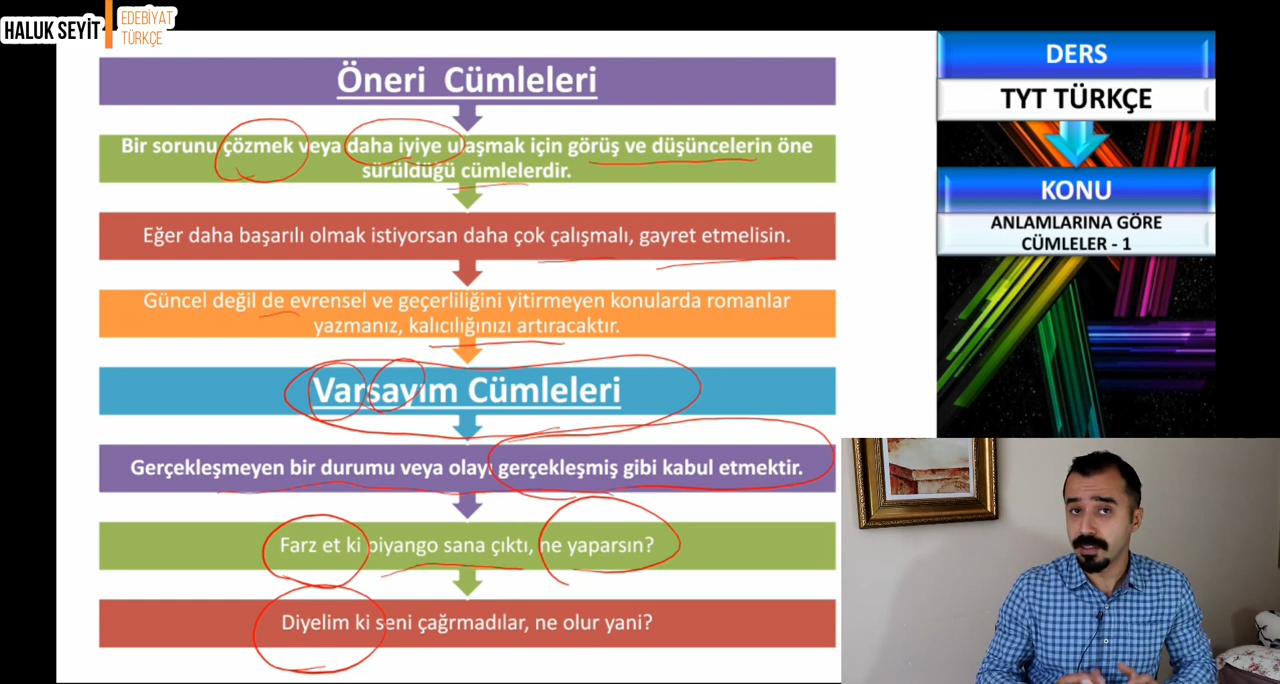 HALUK SEYİT
EDEBİYAT
TÜRKÇE
Öneri Cümleleri
Bir sorunu çözmek veya daha iyiye ulaşmak için görüş ve düşüncelerin öne
sürüldüğü cümlelerdir.
Eğer daha başarılı olmak istiyorsan daha çok çalışmalı, gayret etmelisin.
Güncel değil de evrensel ve geçerliliğini yitirmeyen konularda romanlar
yazmanız, kalıcılığınızı artıracaktır.
Varsayım Cümleleri
Gerçekleşmeyen bir durumu veya olayı gerçekleşmiş gibi kabul etmektir.
Farz et ki piyango sana çıktı, ne yaparsın?
Diyelim ki seni çağrmadılar, ne olur yani?
DERS
TYT TÜRKÇE
KONU
ANLAMLARINA GÖRE
CÜMLELER - 1